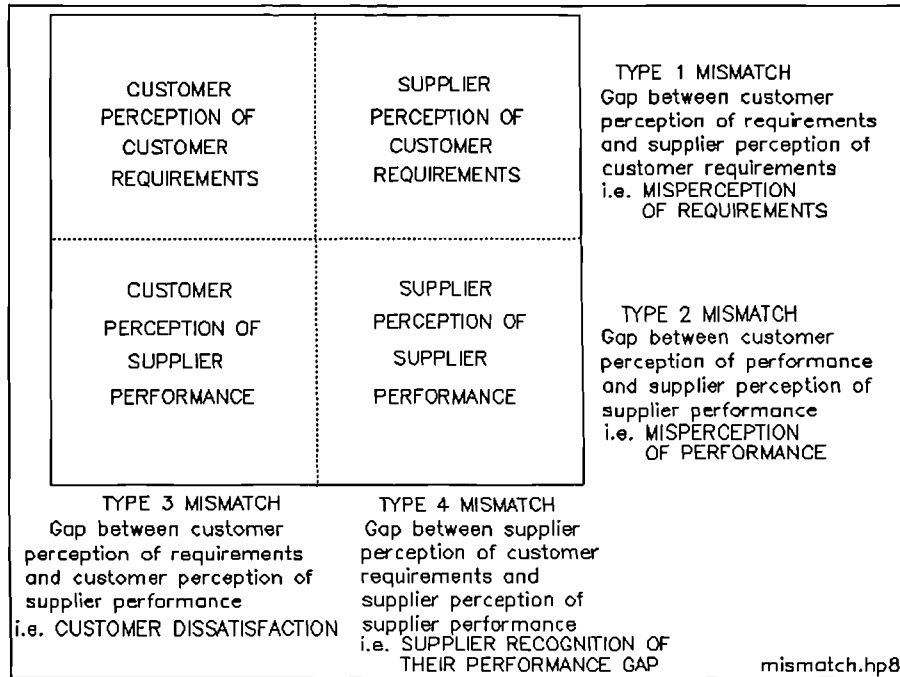 CUSTOMER
PERCEPTION OF
CUSTOMER
REQUIREMENTS
SUPPLIER
PERCEPTION OF
CUSTOMER
REQUIREMENTS
TYPE 1 MISMATCH
Gap between customer
perception of requirements
and supplier perception of
customer requirements
i.e. MISPERCEPTION
OF REQUIREMENTS
CUSTOMER
PERCEPTION OF
SUPPLIER
PERFORMANCE
SUPPLIER
PERCEPTION OF
SUPPLIER
PERFORMANCE
TYPE 2 MISMATCH
Gap between customer
perception of performance
and supplier perception of
supplier performance
i.e. MISPERCEPTION
OF PERFORMANCE
TYPE 3 MISMATCH
Gap between customer
perception of requirements
and customer perception of
supplier performance
i.e. CUSTOMER DISSATISFACTION
TYPE 4 MISMATCH
Gap between supplier
perception of customer
requirements and
supplier perception of
supplier performance
i.e. SUPPLIER RECOGNITION OF
THEIR PERFORMANCE GAP
mismatch.hp8